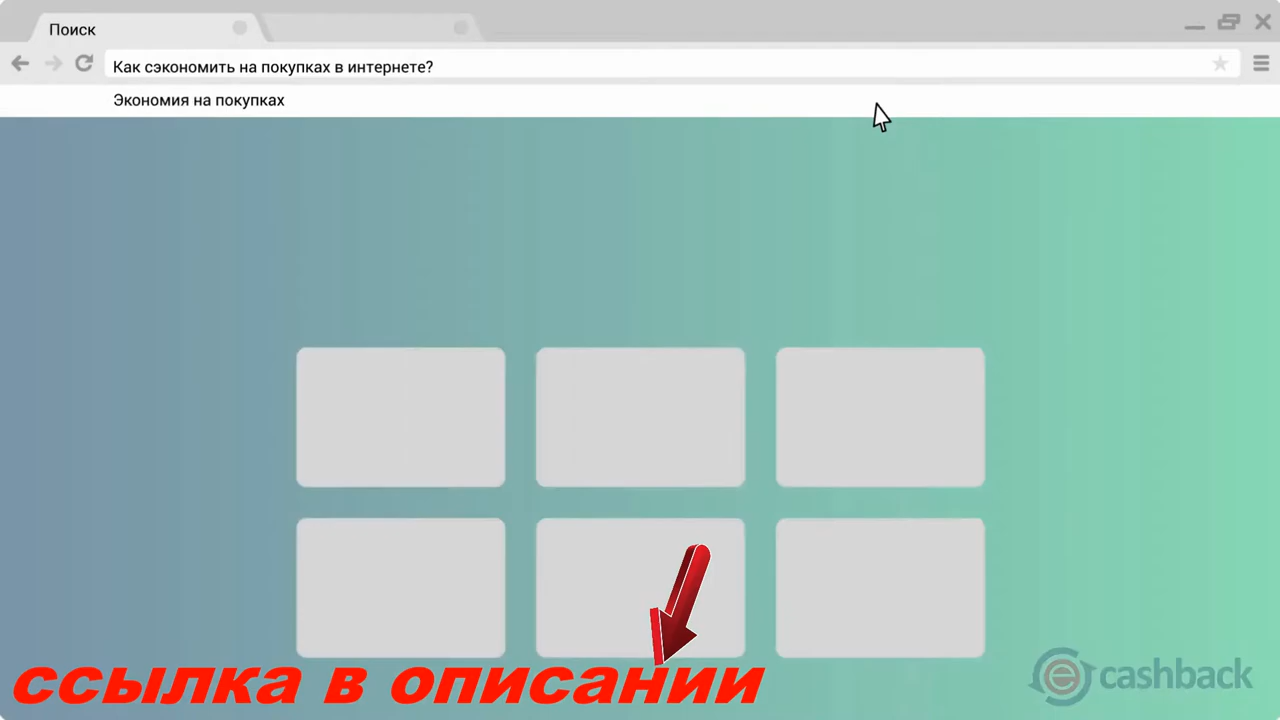 Поиск
Как сэкономить на покупках в интернете?
Экономия на покупках
ссылка в описании
e cashback